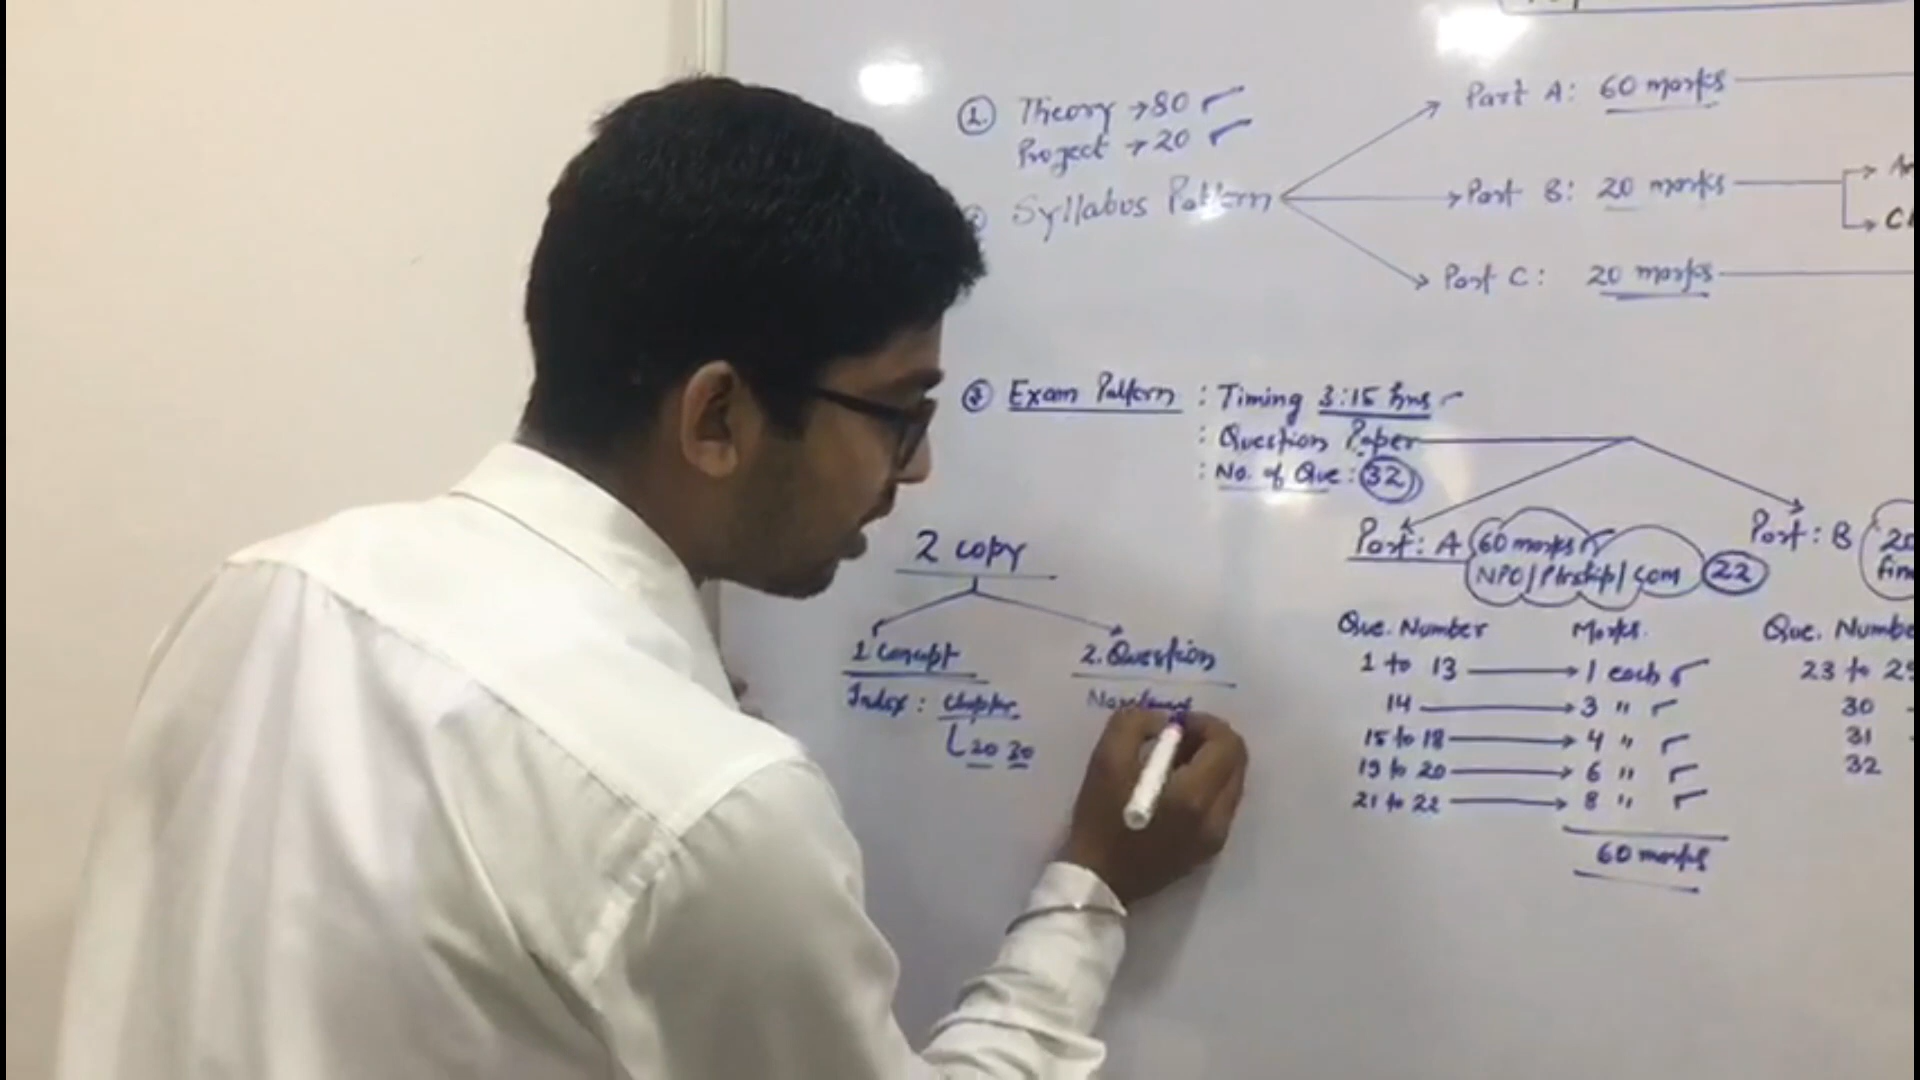 1. Theory → 80
Project → 20
Syllabus Pattern
Part A: 60 marks
Part B: 20 marks
Part C: 20 marks
3 Exam Pattern : Timing 3:15 hrs
: Question Paper
: No. of Que : 32
2 copy
1 Concept
Index : Chapter
20 30
2. Question
Part : A 60 marks
NPO/Ptrship/Com 22
Que. Number Marks.
1 to 13 → 1 each
14 → 3 "
15 to 18 → 4 "
19 to 20 → 6 "
21 to 22 → 8 "
60 marks
Part : B
Que.
23 to
30
31
32